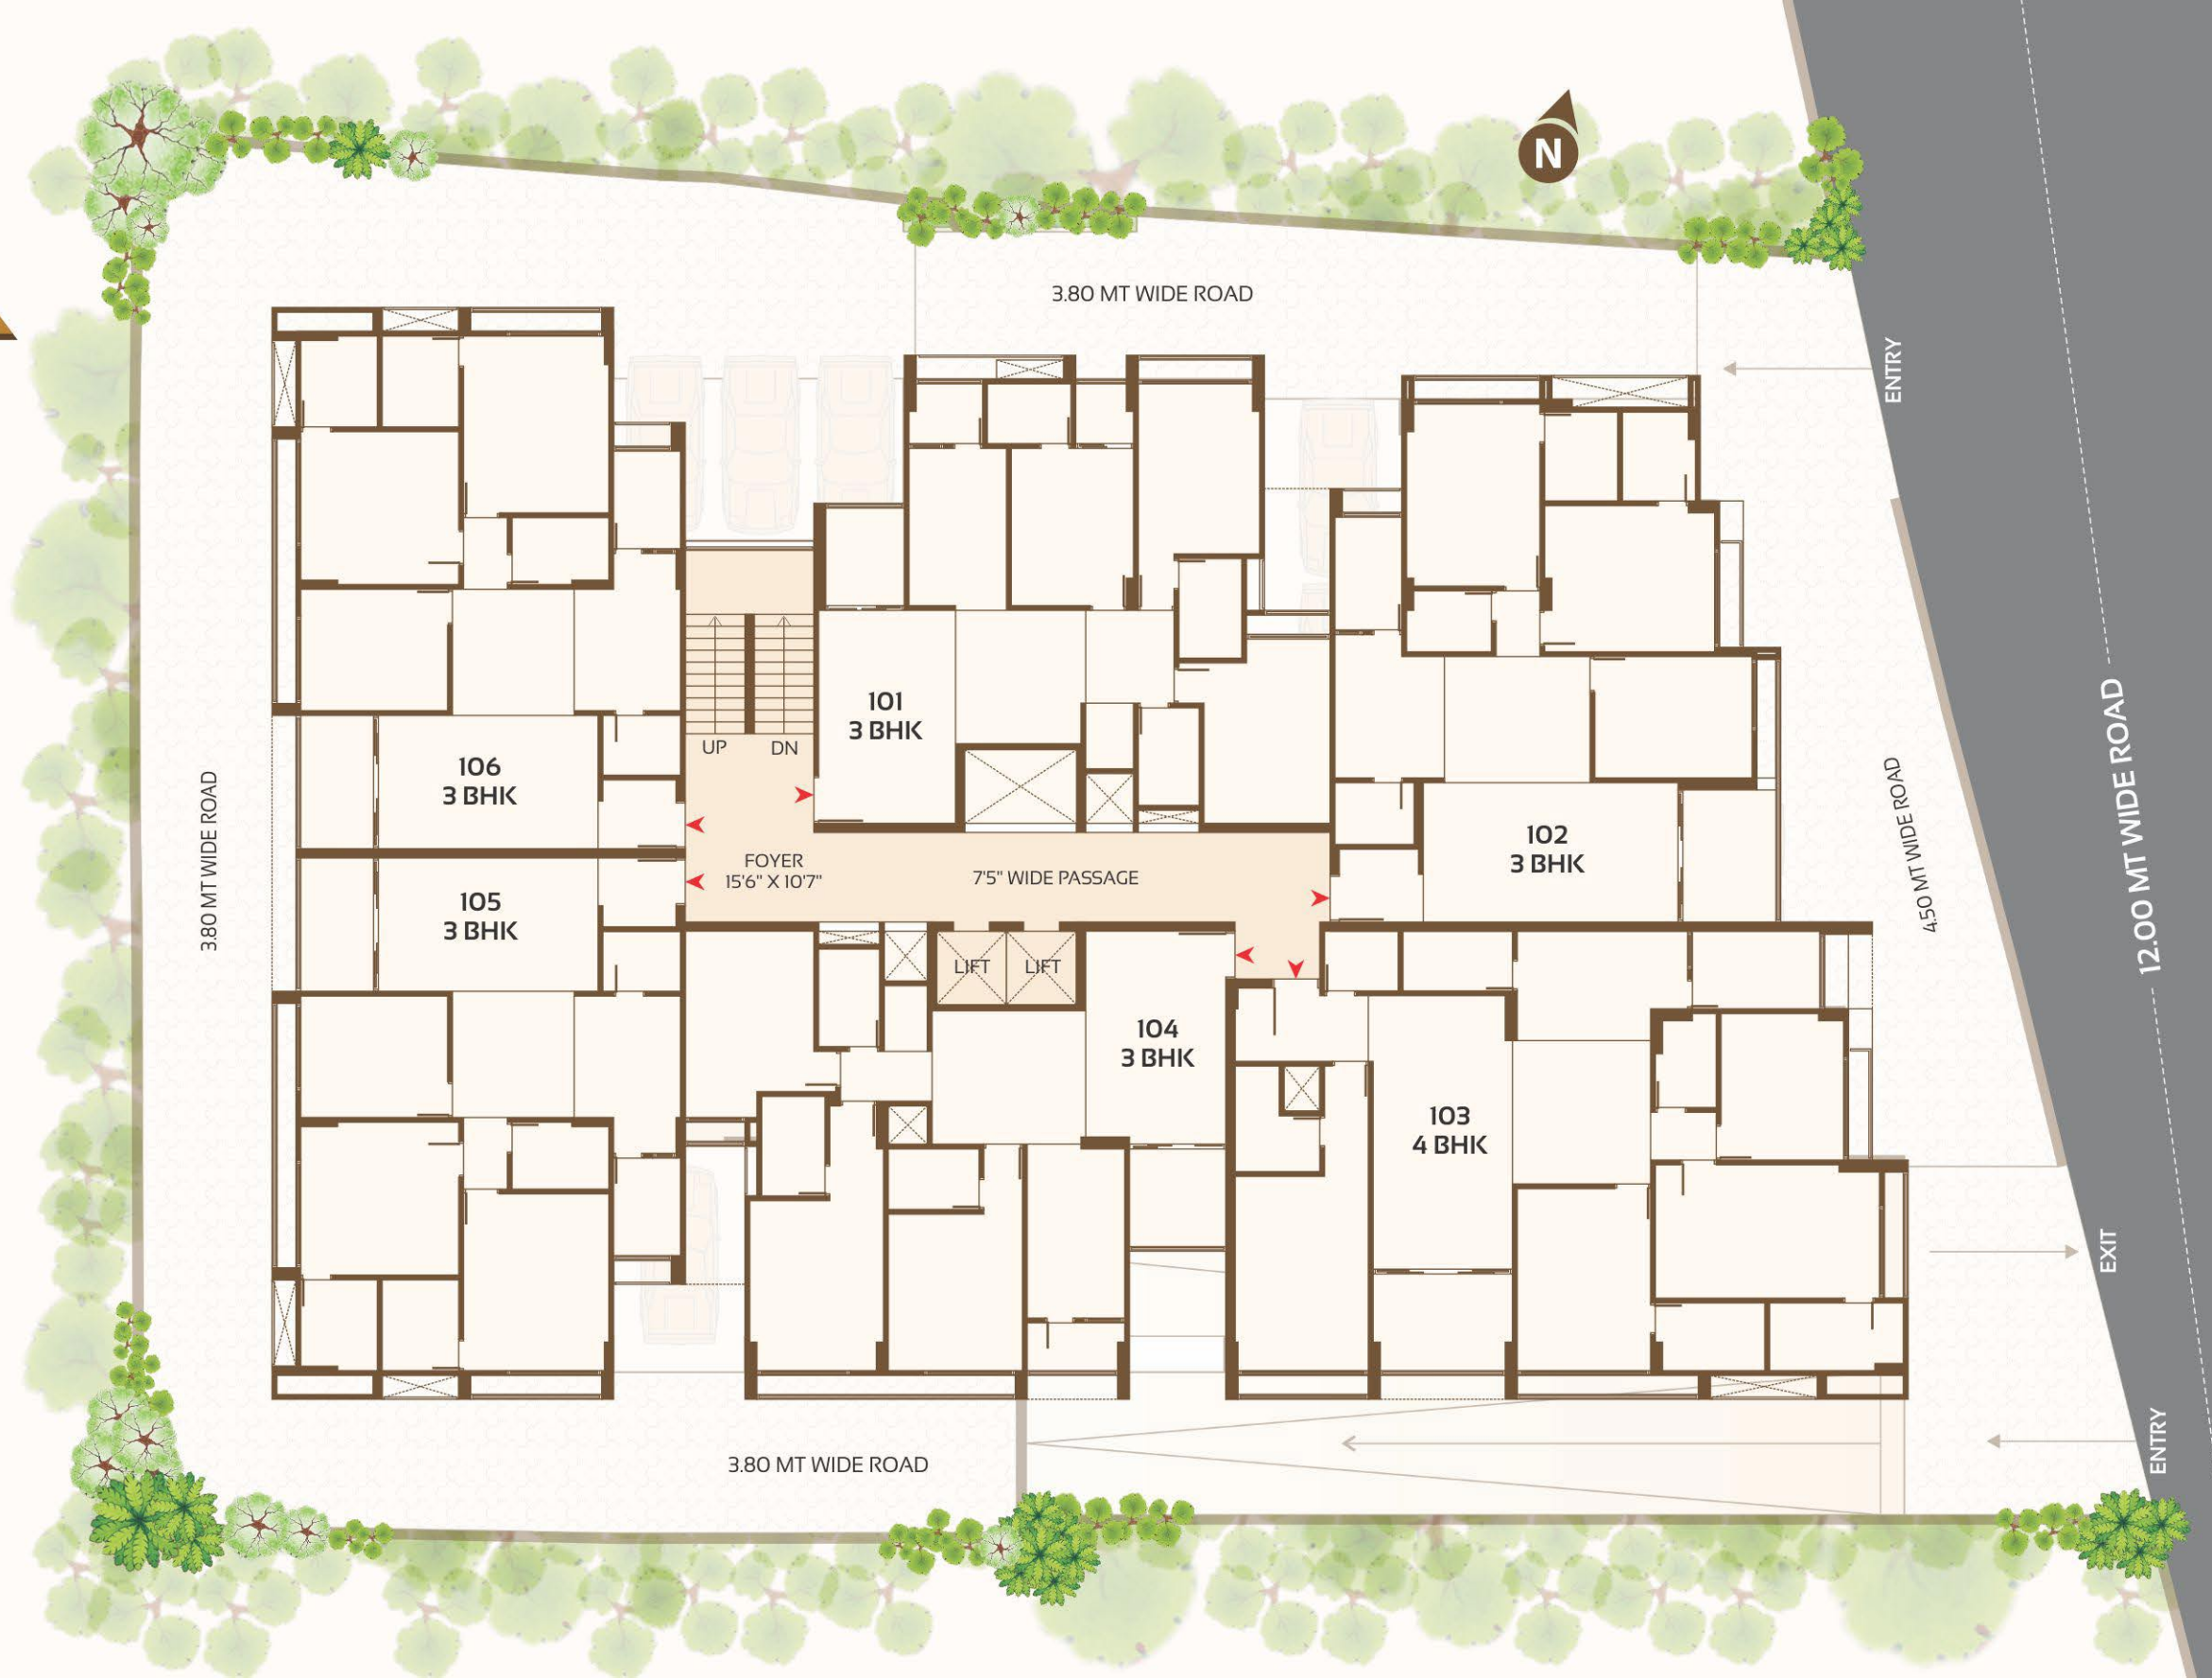 N
3.80 MT WIDE ROAD
ENTRY
101
3 BHK
UP
DN
106
3 BHK
12.00 MT WIDE ROAD
3.80 MT WIDE ROAD
4.50 MT WIDE ROAD
102
3 BHK
FOYER
15'6" X 10'7"
7'5" WIDE PASSAGE
105
3 BHK
LIFT
LIFT
104
3 BHK
103
4 BHK
EXIT
ENTRY
3.80 MT WIDE ROAD